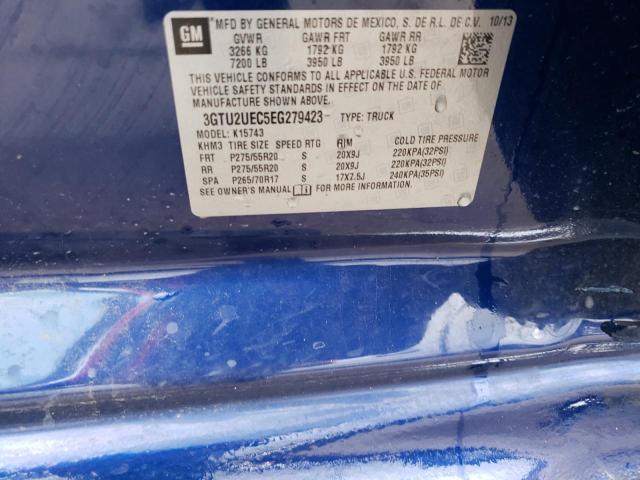 GM MFD BY GENERAL MOTORS DE MEXICO, S. DE R.L. DE C.V. 10/13
GVWR GAWR FRT GAWR RR
3266 KG 1792 KG 1792 KG
7200 LB 3950 LB 3950 LB
THIS VEHICLE CONFORMS TO ALL APPLICABLE U.S. FEDERAL MOTOR
VEHICLE SAFETY STANDARDS IN EFFECT ON THE DATE OF
MANUFACTURE SHOWN ABOVE.
3GTU2UEC5EG279423 TYPE: TRUCK
MODEL: K15743
KHM3 TIRE SIZE SPEED RTG RIM COLD TIRE PRESSURE
FRT P275/55R20 S 20X9J 220KPA(32PSI)
RR P275/55R20 S 20X9J 220KPA(32PSI)
SPA P265/70R17 S 17X7.5J 240KPA(35PSI)
SEE OWNER'S MANUAL FOR MORE INFORMATION.